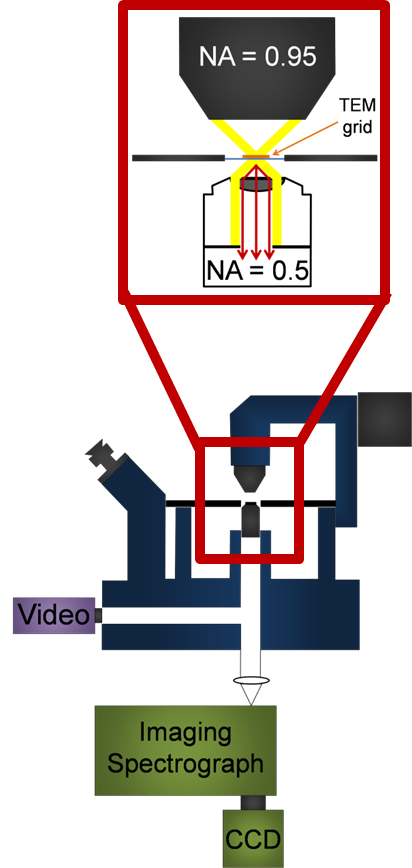 NA = 0.95
TEM
grid
NA = 0.5
Video
Imaging
Spectrograph
CCD